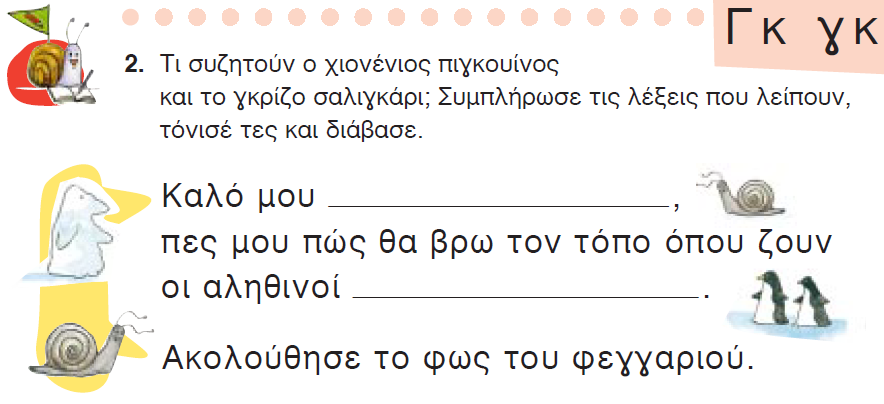 Γκ γκ
2. Τι συζητούν ο χιονένιος πιγκουίνος
και το γκρίζο σαλιγκάρι; Συμπλήρωσε τις λέξεις που λείπουν,
τόνισέ τες και διάβασε.
Καλό μου ,
πες μου πώς θα βρω τον τόπο όπου ζουν
οι αληθινοί .
Ακολούθησε το φως του φεγγαριού.